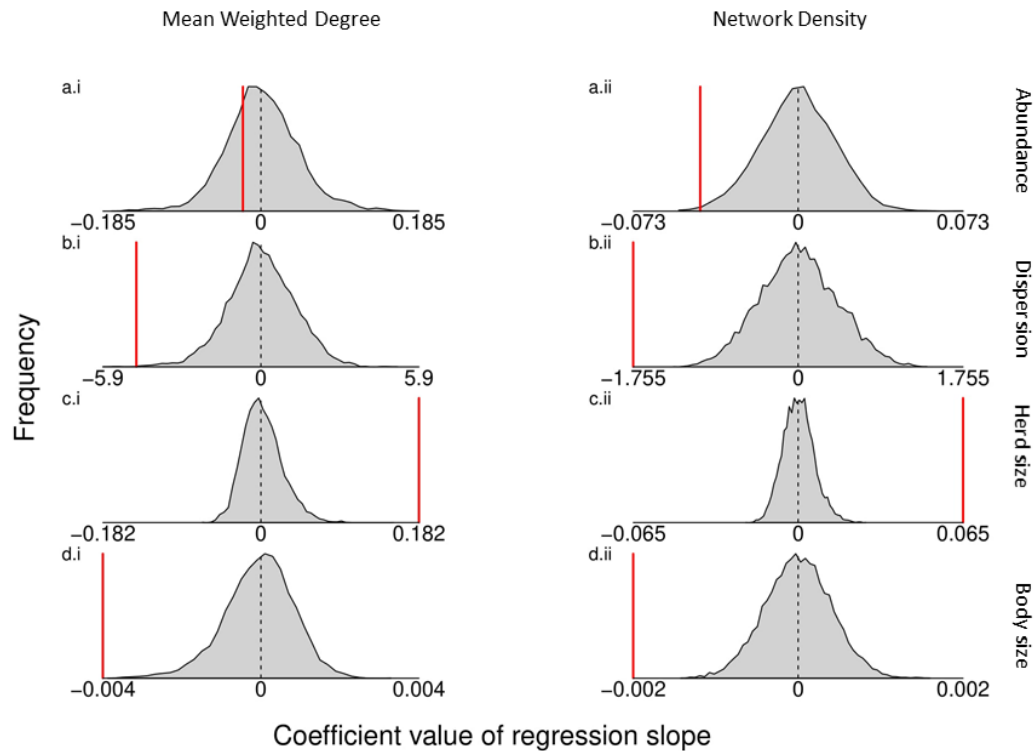 Mean Weighted Degree
Network Density
a.i
−0.185 0 0.185
a.ii
−0.073 0 0.073
Abundance
b.i
−5.9 0 5.9
b.ii
−1.755 0 1.755
Dispersion
c.i
−0.182 0 0.182
c.ii
−0.065 0 0.065
Herd size
d.i
−0.004 0 0.004
d.ii
−0.002 0 0.002
Body size
Frequency
Coefficient value of regression slope